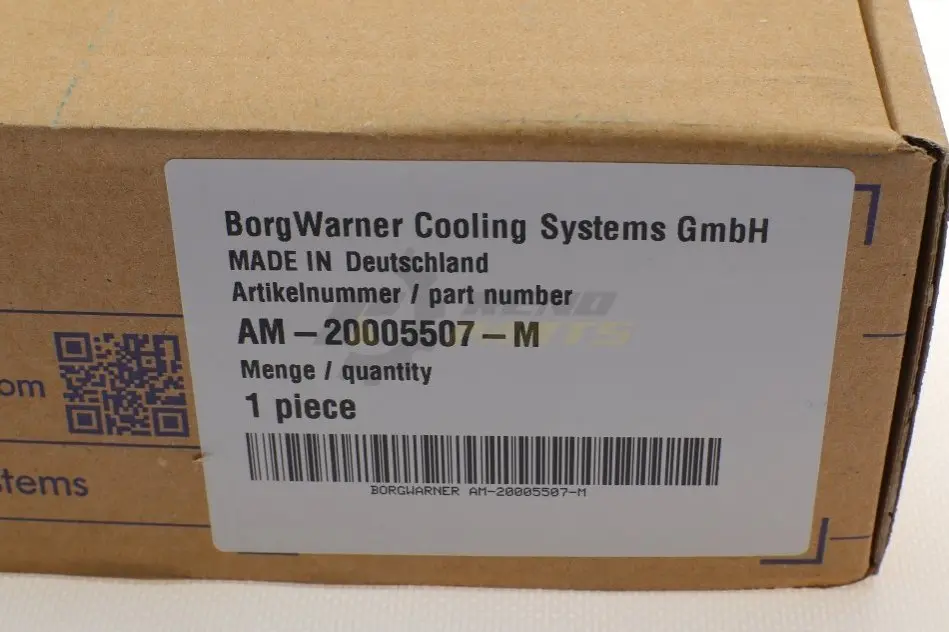 BorgWarner Cooling Systems GmbH
MADE IN Deutschland
Artikelnummer / part number
AM – 20005507 – M
Menge / quantity
1 piece
BORGWARNER AM-20005507-M
om
stems